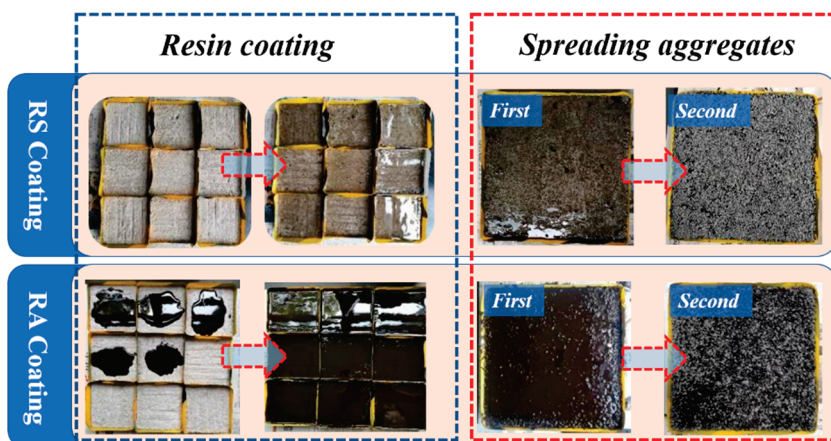 Resin coating
Spreading aggregates
RS Coating
First
Second
RA Coating
First
Second